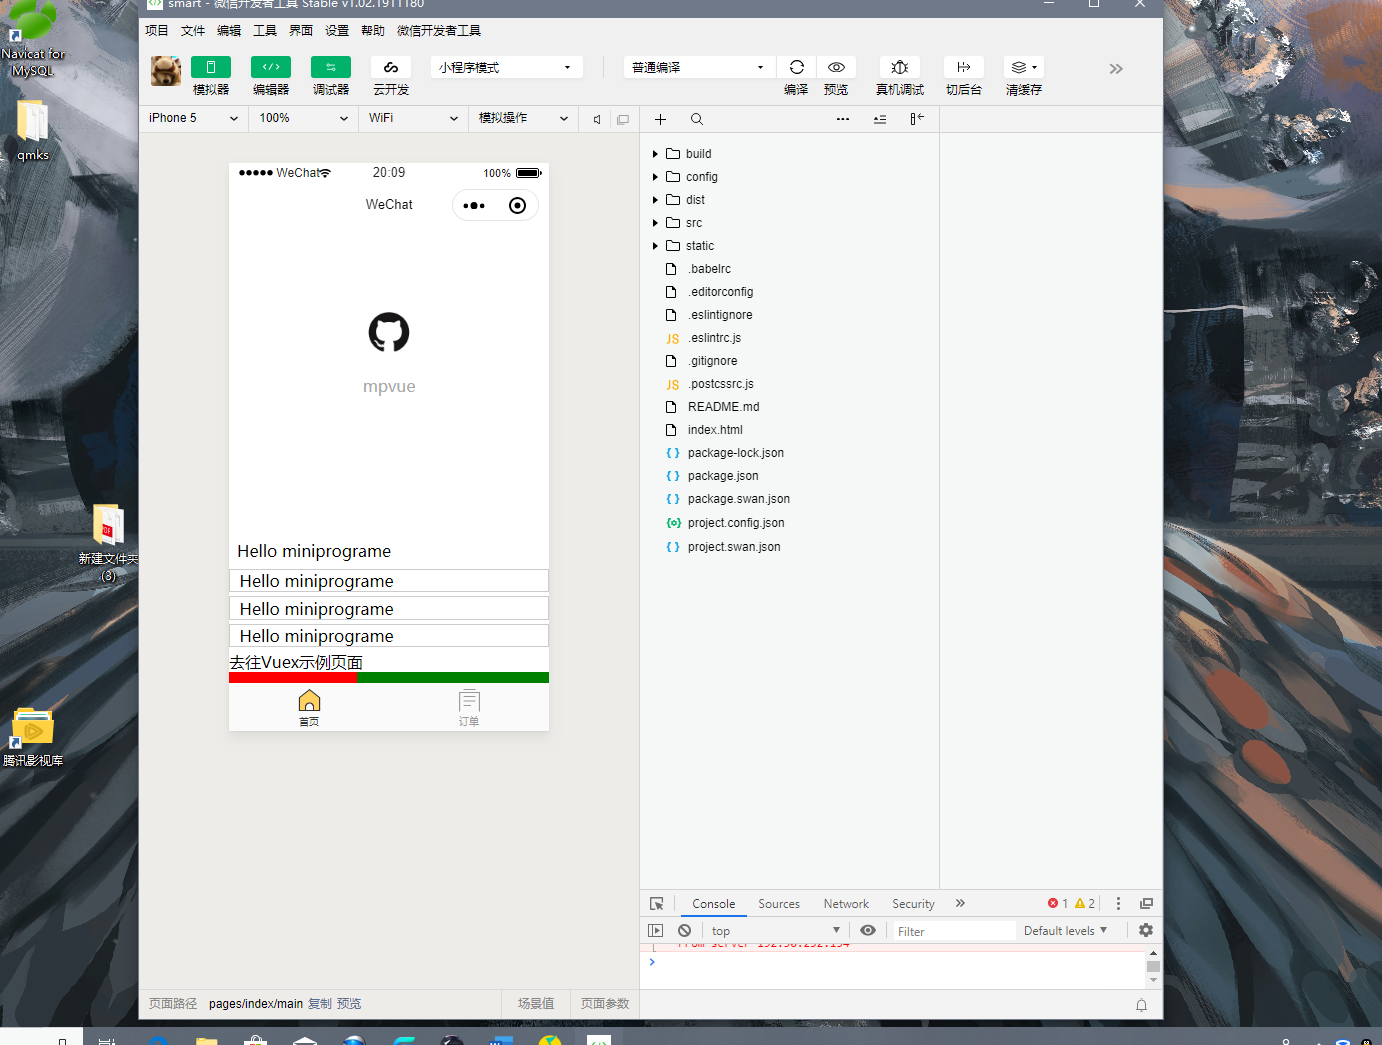 smart - 微信开发者工具 Stable v1.02.1911180
项目 文件 编辑 工具 界面 设置 帮助 微信开发者工具
小程序模式 普通编译
模拟器 编辑器 调试器 云开发 编译 预览 真机调试 切后台 清缓存
iPhone 5 100% WiFi 模拟操作
Navicat for
MySQL
qmks
新建文件夹
(3)
腾讯影视库
WeChat 20:09 100%
WeChat
mpvue
Hello miniprograme
Hello miniprograme
Hello miniprograme
Hello miniprograme
去往Vuex示例页面
首页 订单
build
config
dist
src
static
.babelrc
.editorconfig
.eslintignore
JS .eslintrc.js
.gitignore
JS .postcssrc.js
README.md
index.html
{ } package-lock.json
{ } package.json
{ } package.swan.json
project.config.json
{ } project.swan.json
Console Sources Network Security 1 2
top Filter Default levels
页面路径 pages/index/main 复制 预览 场景值 页面参数